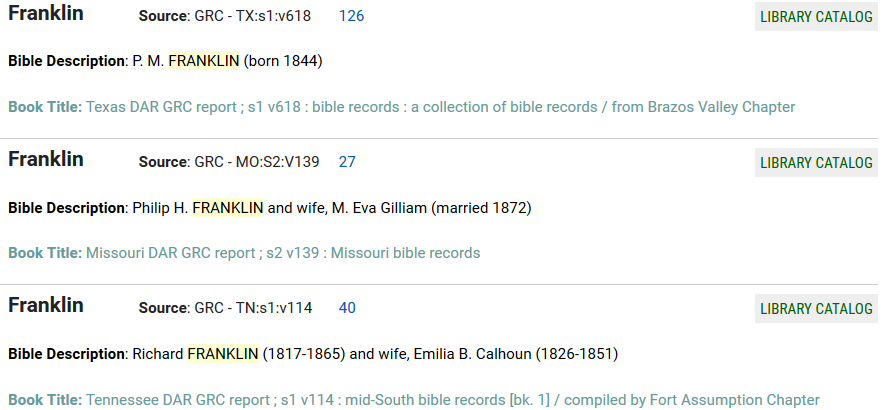 Franklin Source: GRC - TX:s1:v618 126 LIBRARY CATALOG
Bible Description: P. M. FRANKLIN (born 1844)
Book Title: Texas DAR GRC report ; s1 v618 : bible records : a collection of bible records / from Brazos Valley Chapter
Franklin Source: GRC - MO:S2:V139 27 LIBRARY CATALOG
Bible Description: Philip H. FRANKLIN and wife, M. Eva Gilliam (married 1872)
Book Title: Missouri DAR GRC report ; s2 v139 : Missouri bible records
Franklin Source: GRC - TN:s1:v114 40 LIBRARY CATALOG
Bible Description: Richard FRANKLIN (1817-1865) and wife, Emilia B. Calhoun (1826-1851)
Book Title: Tennessee DAR GRC report ; s1 v114 : mid-South bible records [bk. 1] / compiled by Fort Assumption Chapter